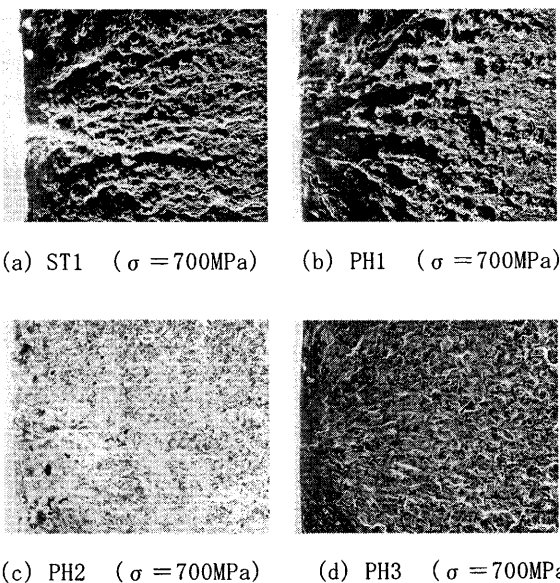 (a) ST1 (σ =700MPa)
(b) PH1 (σ =700MPa)
(c) PH2 (σ =700MPa)
(d) PH3 (σ =700MPa